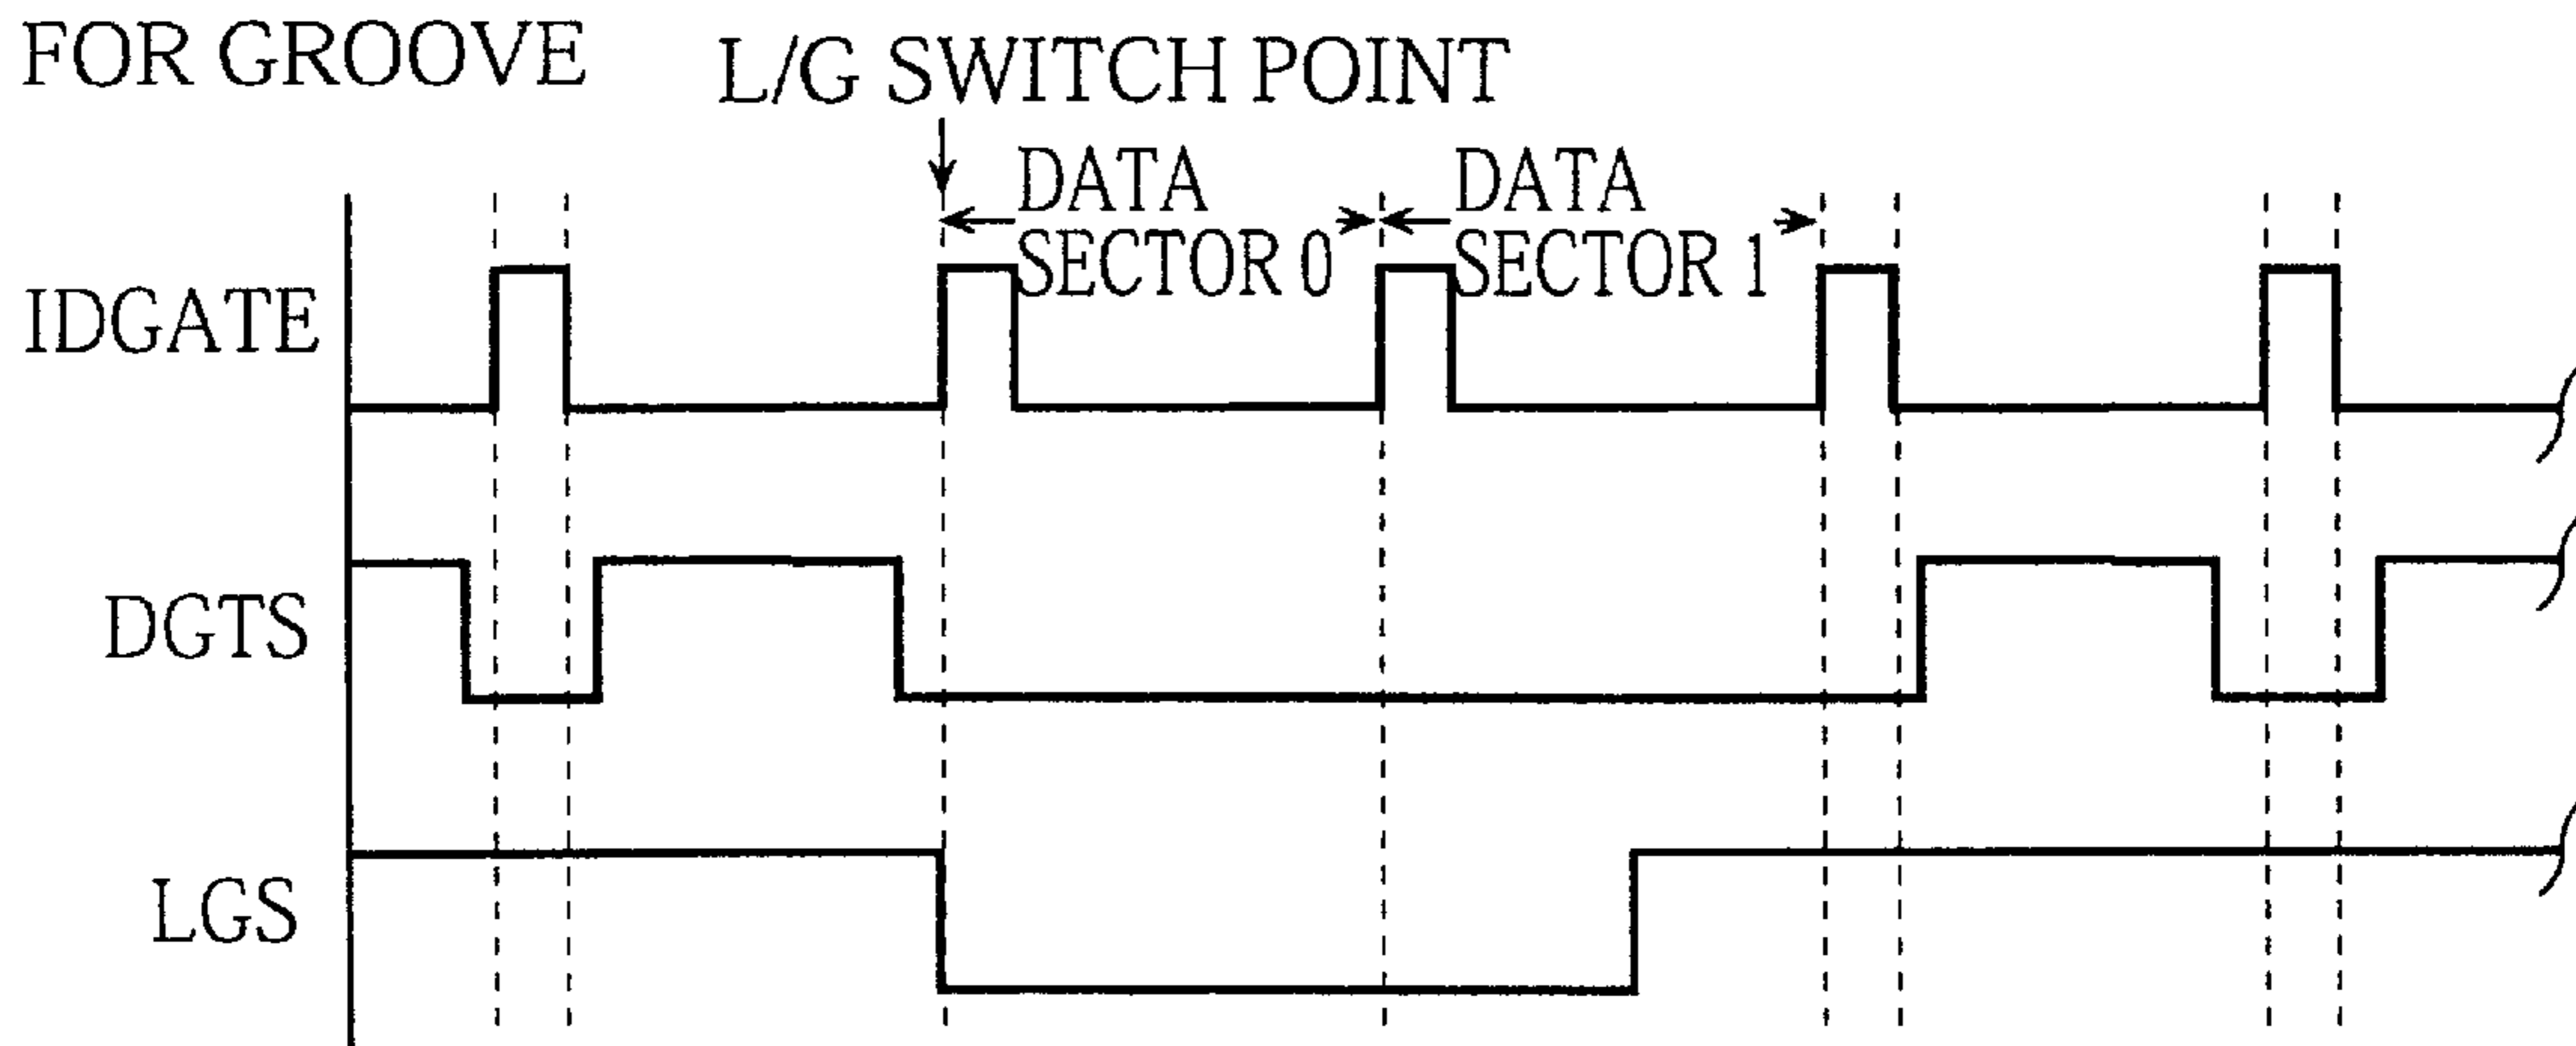 FOR GROOVE
L/G SWITCH POINT
DATA
SECTOR 0
DATA
SECTOR 1
IDGATE
DGTS
LGS